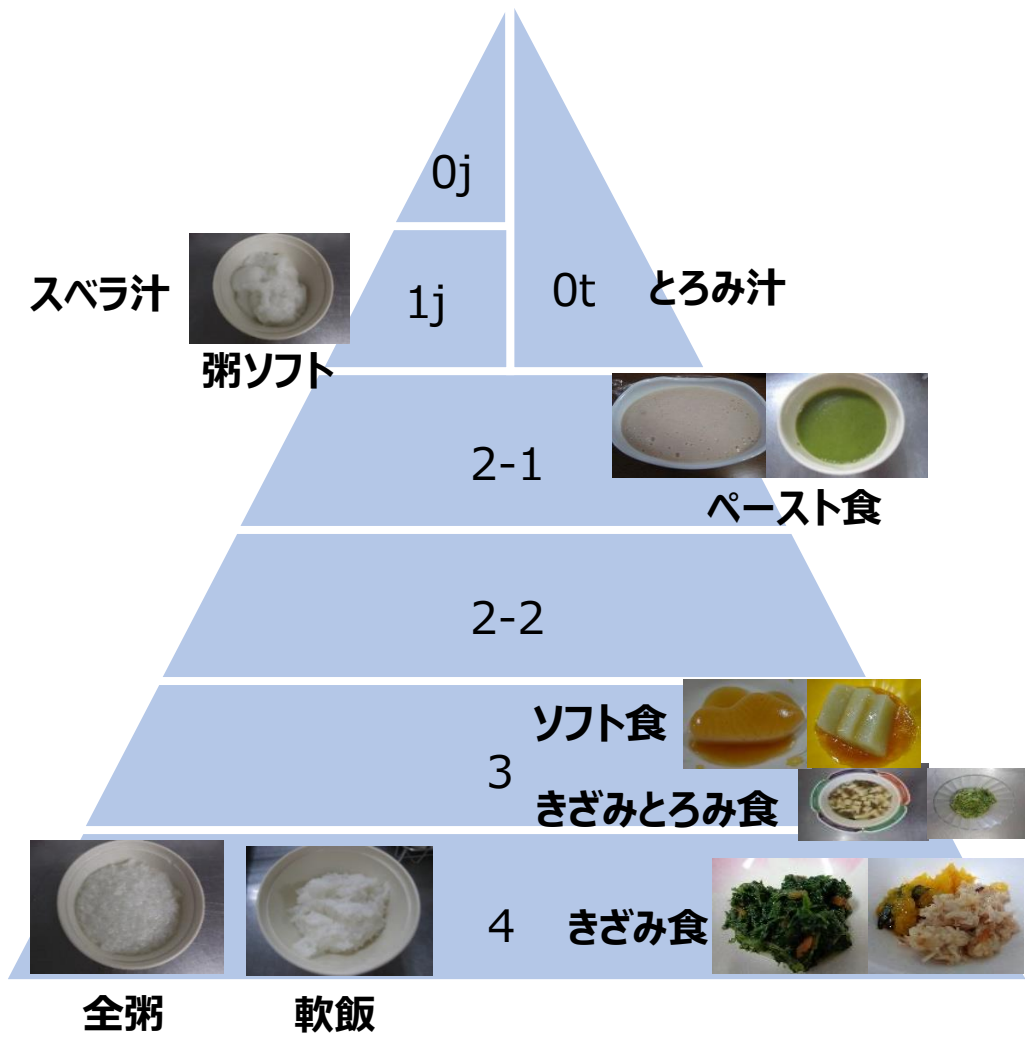 0j
スベラ汁
1j
0t
とろみ汁
粥ソフト
2-1
ペースト食
2-2
ソフト食
3
きざみとろみ食
4
きざみ食
全粥
軟飯